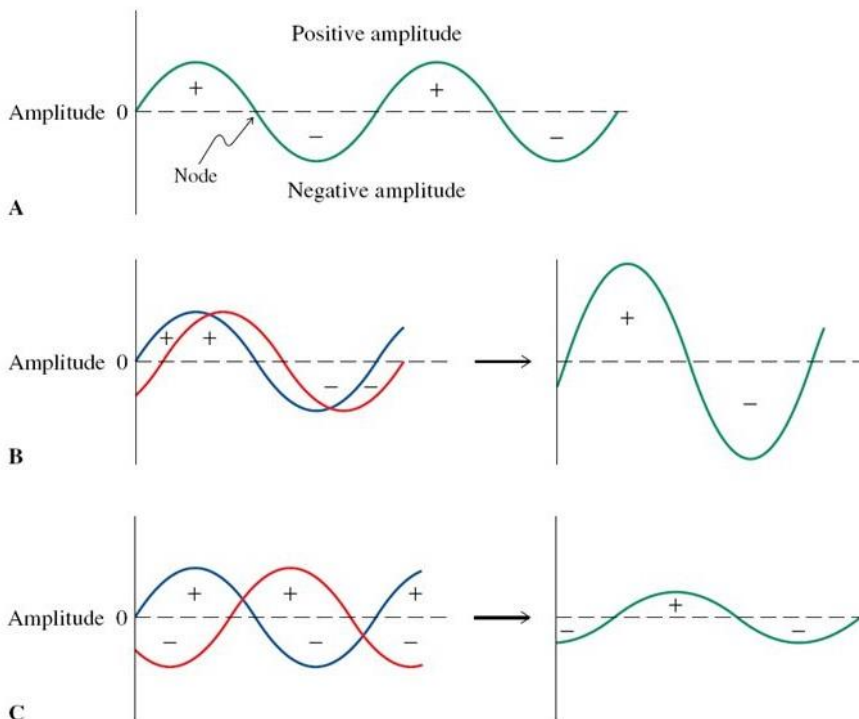 Positive amplitude
+ +
Amplitude 0
− −
Node
Negative amplitude
A
+ + +
Amplitude 0
− − −
B
+ + + +
Amplitude 0
− − − − −
C